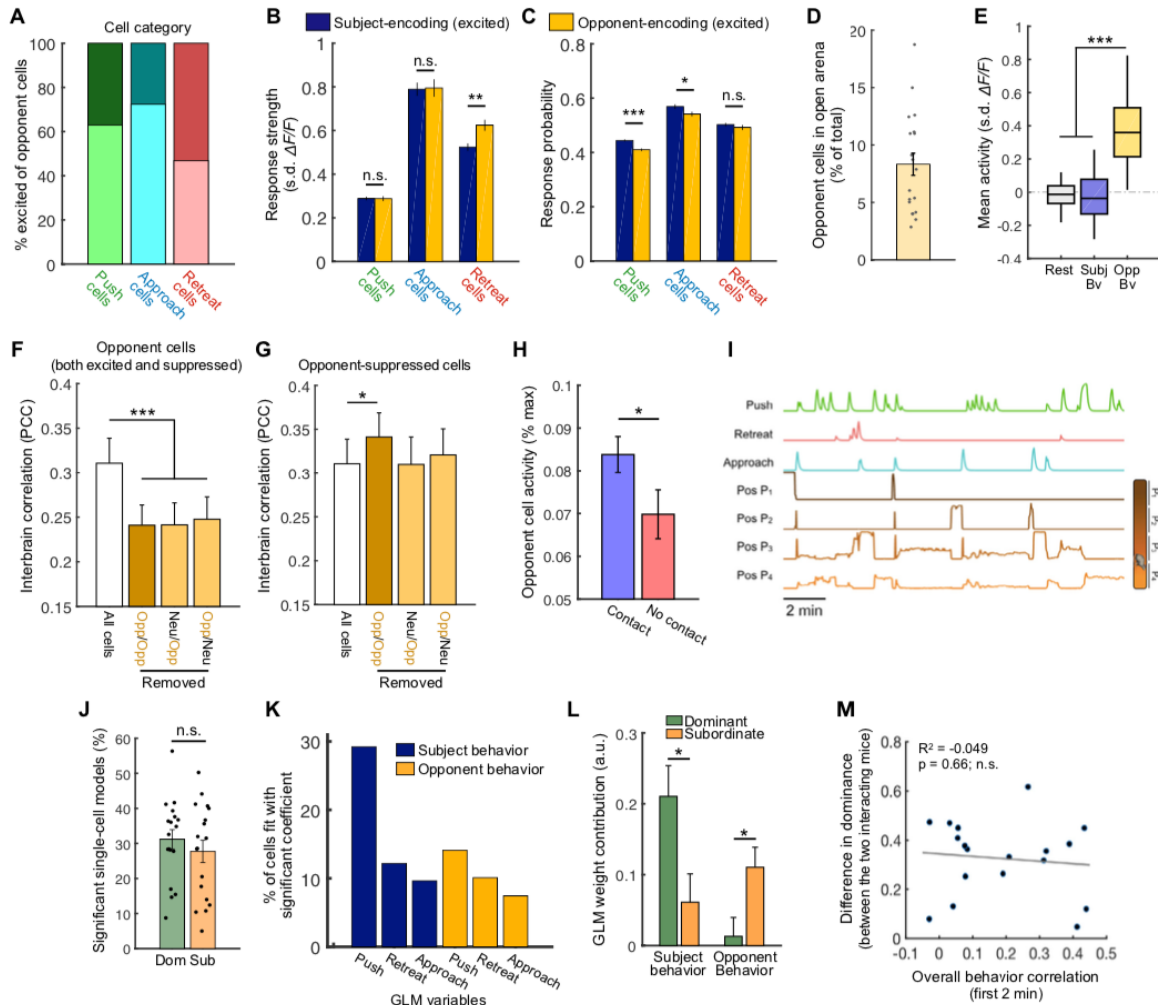 A
Cell category
% excited of opponent cells
100
80
60
40
20
0
Push cells
Approach cells
Retreat cells
B
Subject-encoding (excited)
Response strength
(s.d. ΔF/F)
1
0.8
0.6
0.4
0.2
0
n.s.
n.s.
**
Push cells
Approach cells
Retreat cells
C
Opponent-encoding (excited)
Response probability
0.8
0.6
0.4
0.2
0
***
*
n.s.
Push cells
Approach cells
Retreat cells
D
Opponent cells in open arena
(% of total)
20
15
10
5
0
E
Mean activity (s.d. ΔF/F)
1
0.8
0.6
0.4
0.2
0
-0.2
-0.4
***
Rest
Subj Bv
Opp Bv
F
Opponent cells
(both excited and suppressed)
Interbrain correlation (PCC)
0.4
0.35
0.3
0.25
0.2
0.15
***
All cells
Opp/Opp
Neu/Opp
Opp/Neu
Removed
G
Opponent-suppressed cells
Interbrain correlation (PCC)
0.4
0.35
0.3
0.25
0.2
0.15
*
All cells
Opp/Opp
Neu/Opp
Opp/Neu
Removed
H
Opponent cell activity (% max)
0.1
0.09
0.08
0.07
0.06
0.05
*
Contact
No contact
I
Push
Retreat
Approach
Pos P1
Pos P2
Pos P3
Pos P4
2 min
J
Significant single-cell models (%)
60
50
40
30
20
10
0
n.s.
Dom Sub
K
% of cells fit with
significant coefficient
30
20
10
0
Subject behavior
Opponent behavior
Push
Retreat
Approach
Push
Retreat
Approach
GLM variables
L
Dominant
Subordinate
GLM weight contribution (a.u.)
0.3
0.2
0.1
0
*
*
Subject behavior
Opponent Behavior
M
R² = -0.049
p = 0.66; n.s.
Difference in dominance
(between the two interacting mice)
0.8
0.6
0.4
0.2
0
-0.1 0 0.1 0.2 0.3 0.4 0.5
Overall behavior correlation
(first 2 min)